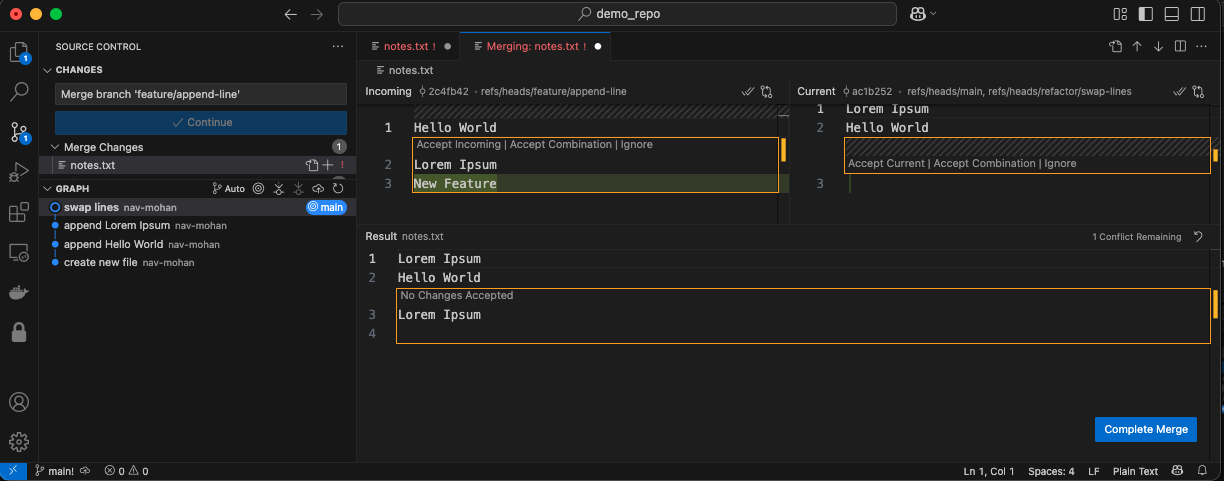 demo_repo
SOURCE CONTROL
CHANGES
Merge branch 'feature/append-line'
Continue
Merge Changes 1
notes.txt !
GRAPH Auto
swap lines nav-mohan main
append Lorem Ipsum nav-mohan
append Hello World nav-mohan
create new file nav-mohan
notes.txt !
Merging: notes.txt !
notes.txt
Incoming 2c4fb42 · refs/heads/feature/append-line
1 Hello World
Accept Incoming | Accept Combination | Ignore
2 Lorem Ipsum
3 New Feature
Current ac1b252 · refs/heads/main, refs/heads/refactor/swap-lines
1 Lorem Ipsum
2 Hello World
Accept Current | Accept Combination | Ignore
3
Result notes.txt 1 Conflict Remaining
1 Lorem Ipsum
2 Hello World
No Changes Accepted
3 Lorem Ipsum
4
Complete Merge
1
1
main! 0 0
Ln 1, Col 1 Spaces: 4 LF Plain Text